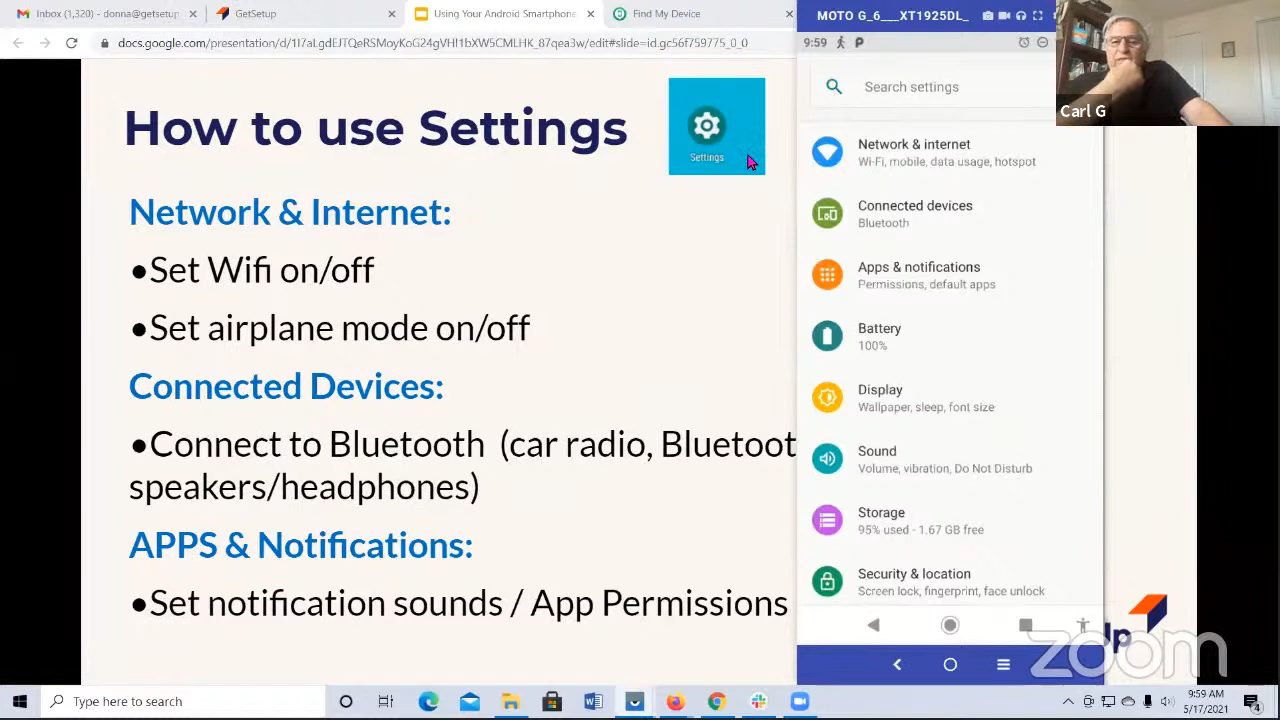 Inbox (1,320) - donna@getsetup
GetSetup
Using Your Android Smartphone
Find My Device
How to use Settings
Settings
Network & Internet:
•Set Wifi on/off
•Set airplane mode on/off
Connected Devices:
•Connect to Bluetooth (car radio, Bluetoot
speakers/headphones)
APPS & Notifications:
•Set notification sounds / App Permissions
MOTO G_6___XT1925DL_
9:59
Search settings
Network & internet
Wi-Fi, mobile, data usage, hotspot
Connected devices
Bluetooth
Apps & notifications
Permissions, default apps
Battery
100%
Display
Wallpaper, sleep, font size
Sound
Volume, vibration, Do Not Disturb
Storage
95% used - 1.67 GB free
Security & location
Screen lock, fingerprint, face unlock
Carl G
lp
zoom
Type here to search
9:59 AM
5/17/2021